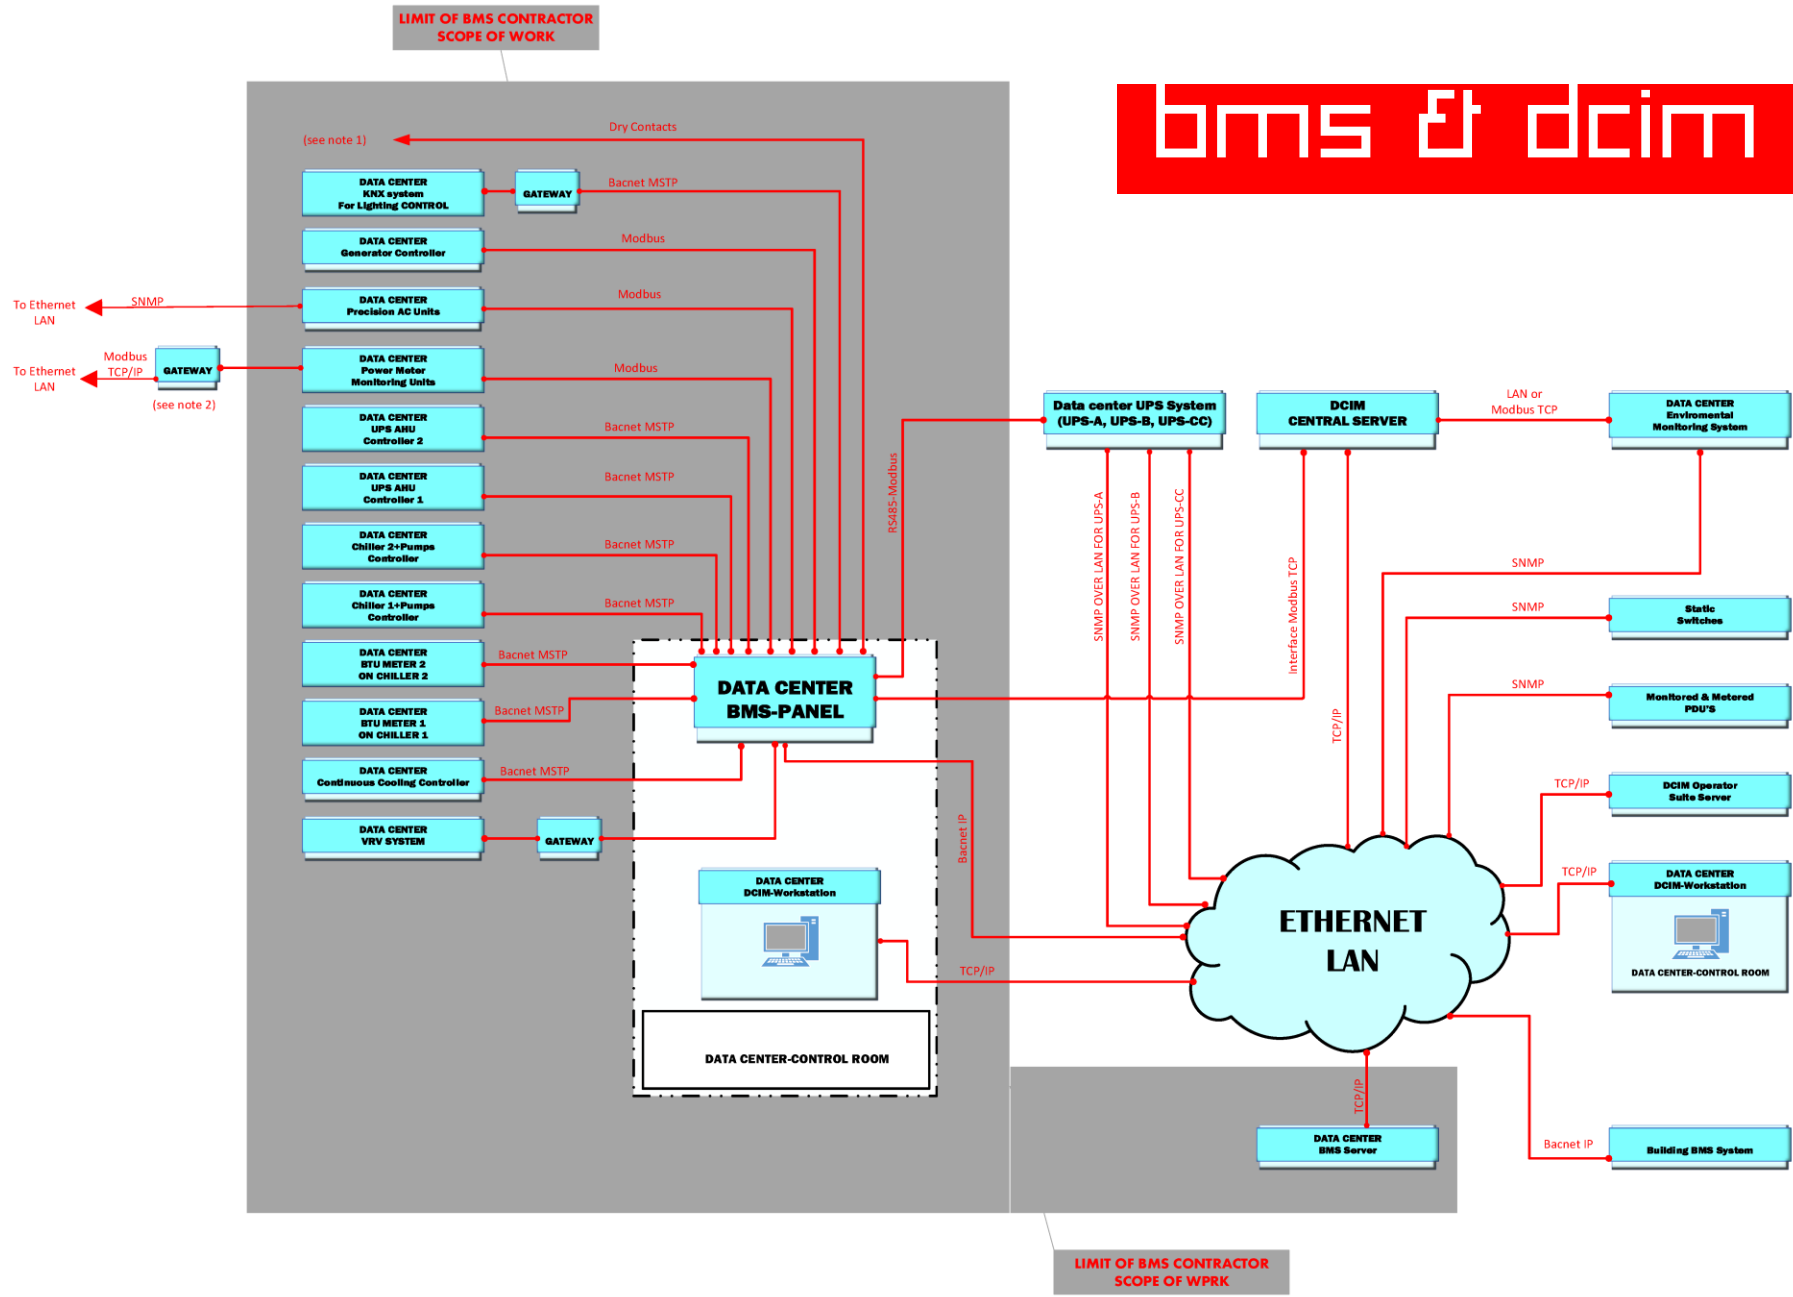 LIMIT OF BMS CONTRACTOR
SCOPE OF WORK
bms & dcim
(see note 1)
Dry Contacts
DATA CENTER
KNX system
For Lighting CONTROL
GATEWAY
Bacnet MSTP
DATA CENTER
Generator Controller
Modbus
To Ethernet
LAN
SNMP
DATA CENTER
Precision AC Units
Modbus
To Ethernet
LAN
Modbus
TCP/IP
GATEWAY
(see note 2)
DATA CENTER
Power Meter
Monitoring Units
Modbus
DATA CENTER
UPS AHU
Controller 2
Bacnet MSTP
DATA CENTER
UPS AHU
Controller 1
Bacnet MSTP
DATA CENTER
Chiller 2+Pumps
Controller
Bacnet MSTP
DATA CENTER
Chiller 1+Pumps
Controller
Bacnet MSTP
DATA CENTER
BTU METER 2
ON CHILLER 2
Bacnet MSTP
DATA CENTER
BTU METER 1
ON CHILLER 1
Bacnet MSTP
DATA CENTER
Continuous Cooling Controller
Bacnet MSTP
DATA CENTER
VRV SYSTEM
GATEWAY
DATA CENTER
BMS-PANEL
DATA CENTER
DCIM-Workstation
DATA CENTER-CONTROL ROOM
RS485-Modbus
Bacnet IP
TCP/IP
Data center UPS System
(UPS-A, UPS-B, UPS-CC)
SNMP OVER LAN FOR UPS-A
SNMP OVER LAN FOR UPS-B
SNMP OVER LAN FOR UPS-CC
DCIM
CENTRAL SERVER
Interface Modbus TCP
TCP/IP
LAN or
Modbus TCP
DATA CENTER
Enviromental
Monitoring System
SNMP
SNMP
Static
Switches
SNMP
Monitored & Metered
PDU'S
TCP/IP
DCIM Operator
Suite Server
TCP/IP
DATA CENTER
DCIM-Workstation
DATA CENTER-CONTROL ROOM
ETHERNET
LAN
TCP/IP
DATA CENTER
BMS Server
Bacnet IP
Building BMS System
LIMIT OF BMS CONTRACTOR
SCOPE OF WPRK